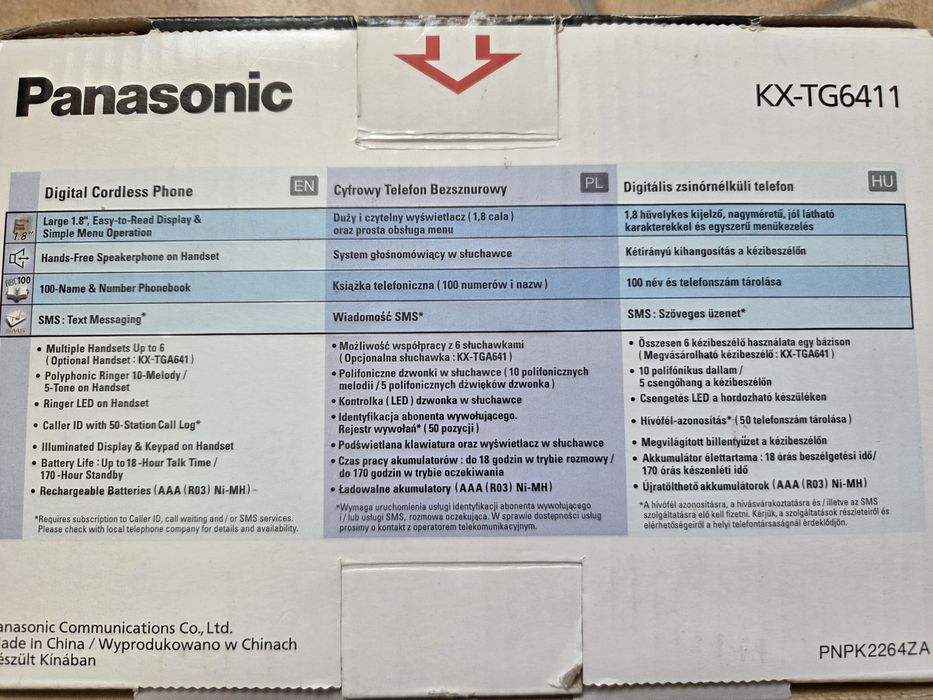 Panasonic
KX-TG6411
Digital Cordless Phone
EN
Large 1.8", Easy-to-Read Display &
Simple Menu Operation
Hands-Free Speakerphone on Handset
100-Name & Number Phonebook
SMS : Text Messaging*
• Multiple Handsets Up to 6
(Optional Handset : KX-TGA641)
• Polyphonic Ringer 10-Melody /
5-Tone on Handset
• Ringer LED on Handset
• Caller ID with 50-Station Call Log*
• Illuminated Display & Keypad on Handset
• Battery Life : Up to 18-Hour Talk Time /
170-Hour Standby
• Rechargeable Batteries (AAA (R03) Ni-MH)
*Requires subscription to Caller ID, call waiting and / or SMS services.
Please check with local telephone company for details and availability.
Cyfrowy Telefon Bezsznurowy
PL
Duży i czytelny wyświetlacz ( 1,8 cala )
oraz prosta obsługa menu
System głośnomówiący w słuchawce
Książka telefoniczna ( 100 numerów i nazw )
Wiadomość SMS*
• Możliwość współpracy z 6 słuchawkami
(Opcjonalna słuchawka : KX-TGA641)
• Polifoniczne dzwonki w słuchawce ( 10 polifonicznych
melodii / 5 polifonicznych dźwięków dzwonka )
• Kontrolka ( LED ) dzwonka w słuchawce
• Identyfikacja abonenta wywołującego.
Rejestr wywołań* (50 pozycji )
• Podświetlana klawiatura oraz wyświetlacz w słuchawce
• Czas pracy akumulatorów : do 18 godzin w trybie rozmowy /
do 170 godzin w trybie oczekiwania
• Ładowalne akumulatory (AAA (R03) Ni-MH)
*Wymaga uruchomienia usługi identyfikacji abonenta wywołującego
i / lub usługi SMS, rozmowa oczekująca. W sprawie dostępności usług
prosimy o kontakt z operatorem telekomunikacyjnym.
Digitális zsinórnélküli telefon
HU
1,8 hüvelykes kijelző, nagyméretű, jól látható
karakterekkel és egyszerű menükezelés
Kétirányú kihangosítás a kézibeszélőn
100 név és telefonszám tárolása
SMS : Szöveges üzenet*
• Összesen 6 kézibeszélő használata egy bázison
( Megvásárolható kézibeszélő : KX-TGA641 )
• 10 polifónikus dallam /
5 csengőhang a kézibeszélőn
• Csengetés LED a hordozható készüléken
• Hívófél-azonosítás* ( 50 telefonszám tárolása )
• Megvilágított billentyűzet a kézibeszélőn
• Akkumulátor élettartama : 18 órás beszélgetési idő/
170 órás készenléti idő
• Újratölthető akkumulátorok (AAA (R03) Ni-MH)
*A hívófél azonosításra, a hívásvárakoztatásra és / illetve az SMS
szolgáltatásra elő kell fizetni. Kérjük, a szolgáltatások részleteiről és
elérhetőségeiről a helyi telefontársaságnál érdeklődjön.
1.8"
100
SMS
anasonic Communications Co., Ltd.
ade in China / Wyprodukowano w Chinach
észült Kínában
PNPK2264ZA